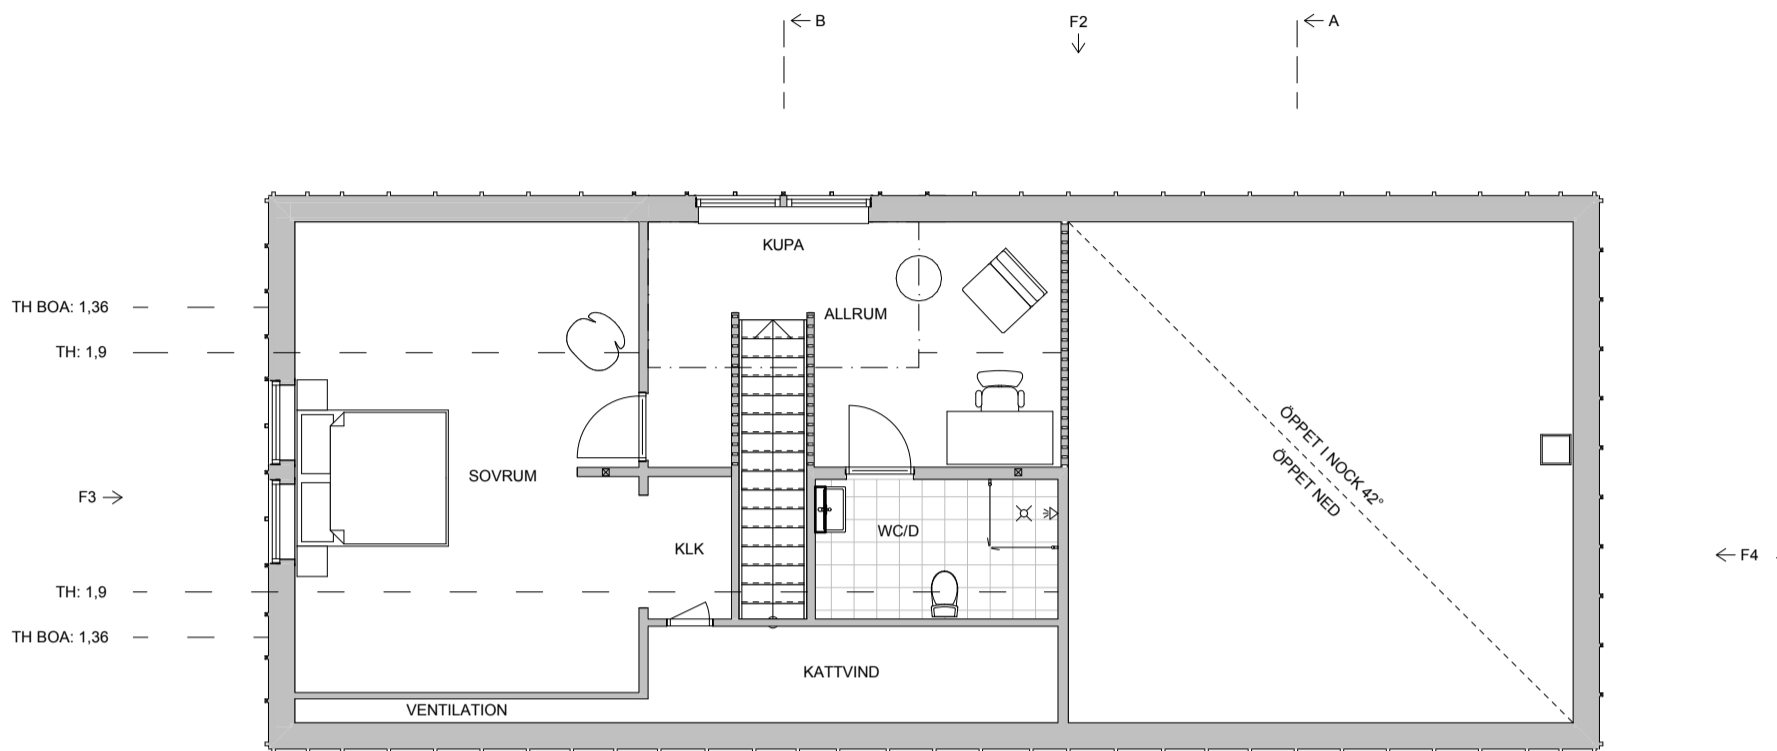 B
F2
A
KUPA
TH BOA: 1,36
ALLRUM
TH: 1,9
ÖPPET I NOCK 42°
ÖPPET NED
SOVRUM
F3
WC/D
KLK
F4
TH: 1,9
TH BOA: 1,36
KATTVIND
VENTILATION